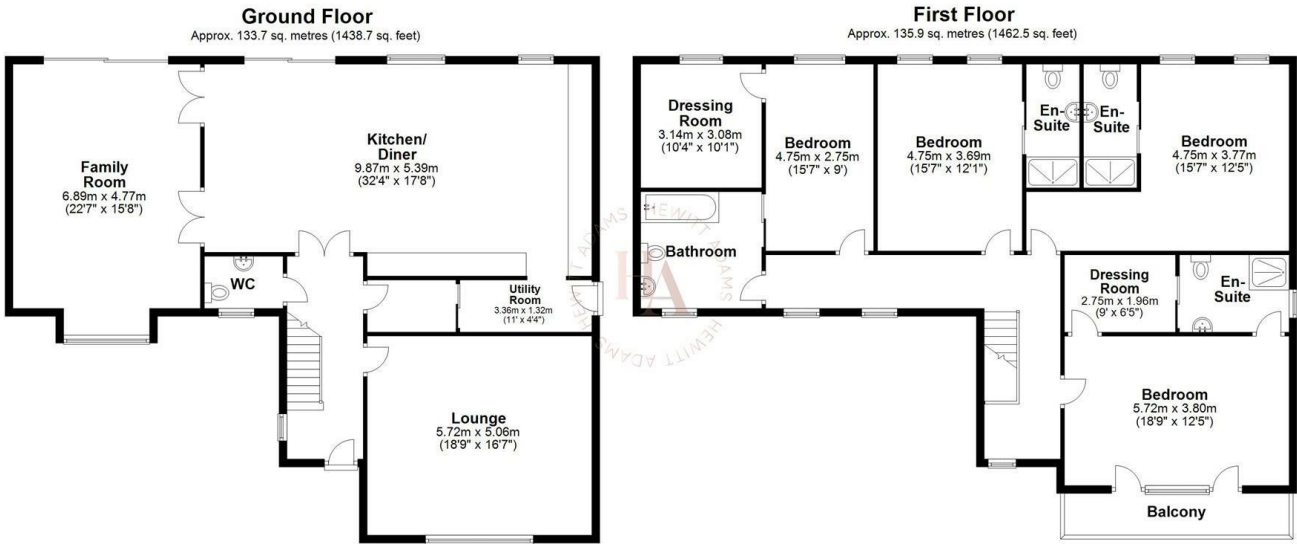 Ground Floor
Approx. 133.7 sq. metres (1438.7 sq. feet)
Family
Room
6.89m x 4.77m
(22'7" x 15'8")
Kitchen/
Diner
9.87m x 5.39m
(32'4" x 17'8")
WC
Utility
Room
3.36m x 1.32m
(11' x 4'4")
Lounge
5.72m x 5.06m
(18'9" x 16'7")
First Floor
Approx. 135.9 sq. metres (1462.5 sq. feet)
Dressing
Room
3.14m x 3.08m
(10'4" x 10'1")
Bedroom
4.75m x 2.75m
(15'7" x 9')
Bedroom
4.75m x 3.69m
(15'7" x 12'1")
En-
Suite
En-
Suite
Bedroom
4.75m x 3.77m
(15'7" x 12'5")
Bathroom
Dressing
Room
2.75m x 1.96m
(9' x 6'5")
En-
Suite
Bedroom
5.72m x 3.80m
(18'9" x 12'5")
Balcony
HEWITT ADAMS
HEWITT ADAMS
HEWITT ADAMS
HA